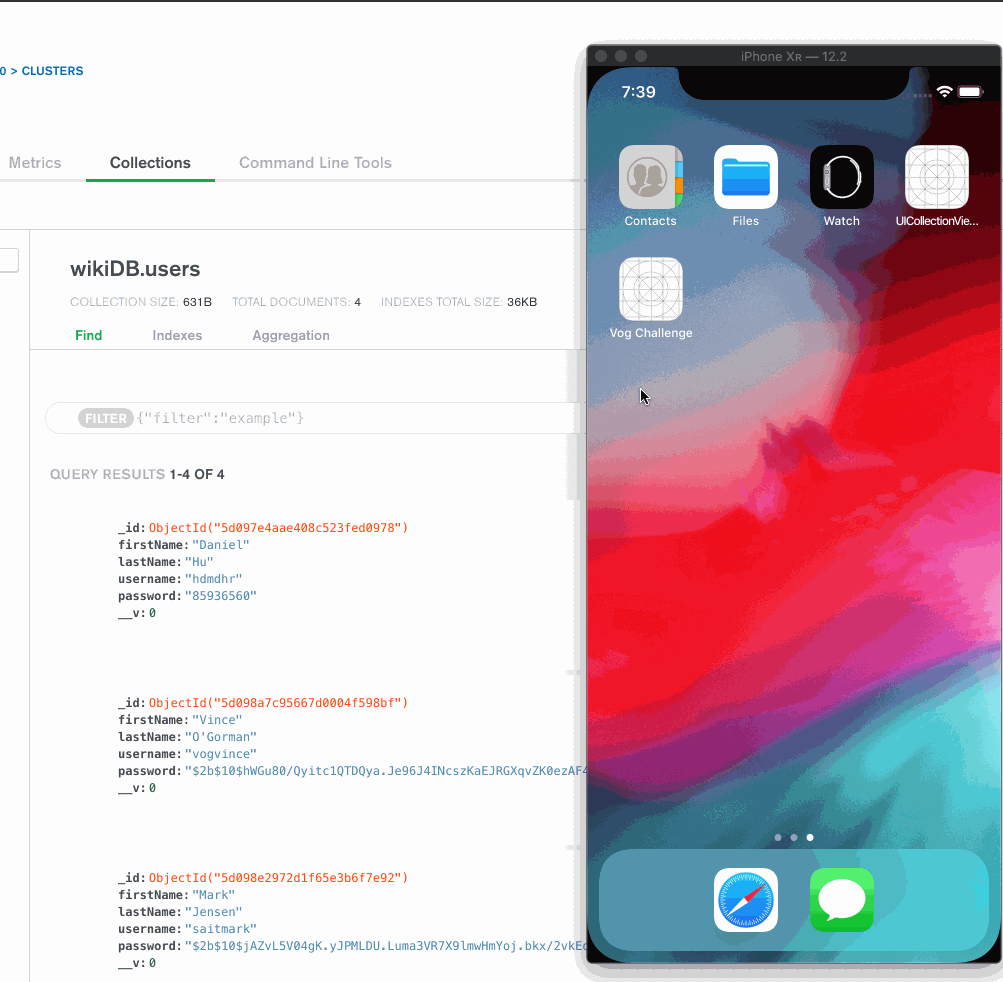 0 > CLUSTERS
Metrics
Collections
Command Line Tools
wikiDB.users
COLLECTION SIZE: 631B TOTAL DOCUMENTS: 4 INDEXES TOTAL SIZE: 36KB
Find
Indexes
Aggregation
FILTER {"filter":"example"}
QUERY RESULTS 1-4 OF 4
_id: ObjectId("5d097e4aae408c523fed0978")
firstName: "Daniel"
lastName: "Hu"
username: "hdmdhr"
password: "85936560"
__v: 0
_id: ObjectId("5d098a7c95667d0004f598bf")
firstName: "Vince"
lastName: "O'Gorman"
username: "vogvince"
password: "$2b$10$hWGu80/Qyitc1QTDQya.Je96J4INcszKaEJRGXqvZK0ezAF4
__v: 0
_id: ObjectId("5d098e2972d1f65e3b6f7e92")
firstName: "Mark"
lastName: "Jensen"
username: "saitmark"
password: "$2b$10$jAZvL5V04gK.yJPMLDU.Luma3VR7X9lmwHmYoj.bkx/2vkEc
__v: 0
iPhone XR — 12.2
7:39
Contacts
Files
Watch
UICollectionVie...
Vog Challenge